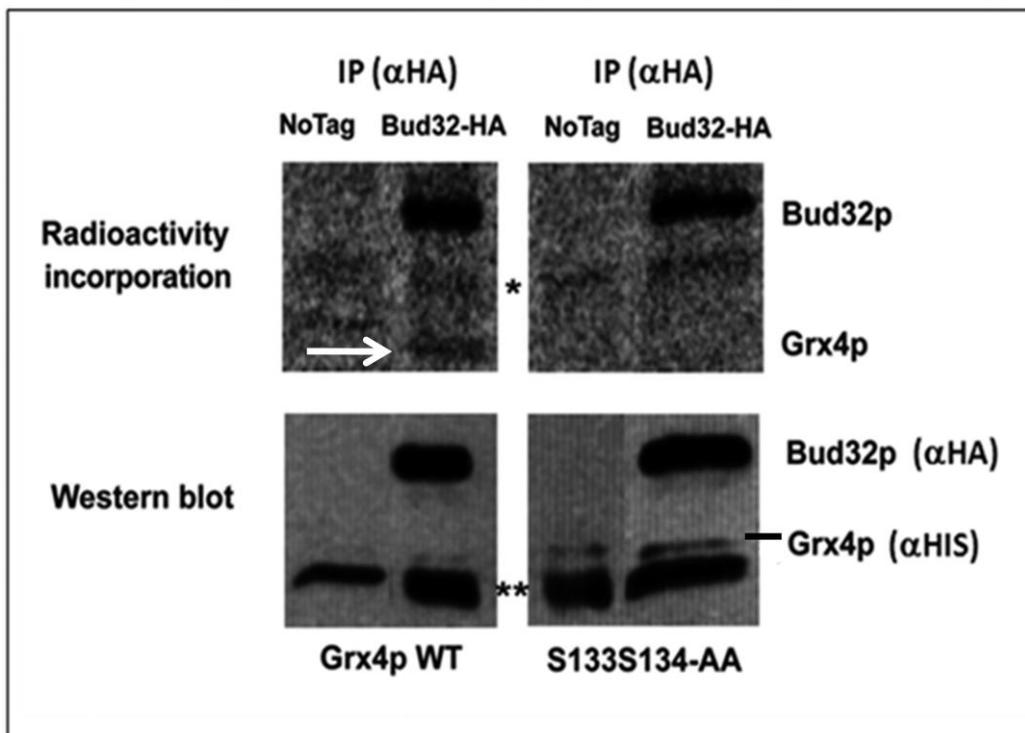 IP (αHA) IP (αHA)
NoTag Bud32-HA NoTag Bud32-HA
Radioactivity
incorporation
Bud32p
*
Grx4p
Western blot
Bud32p (αHA)
Grx4p (αHIS)
**
Grx4p WT S133S134-AA